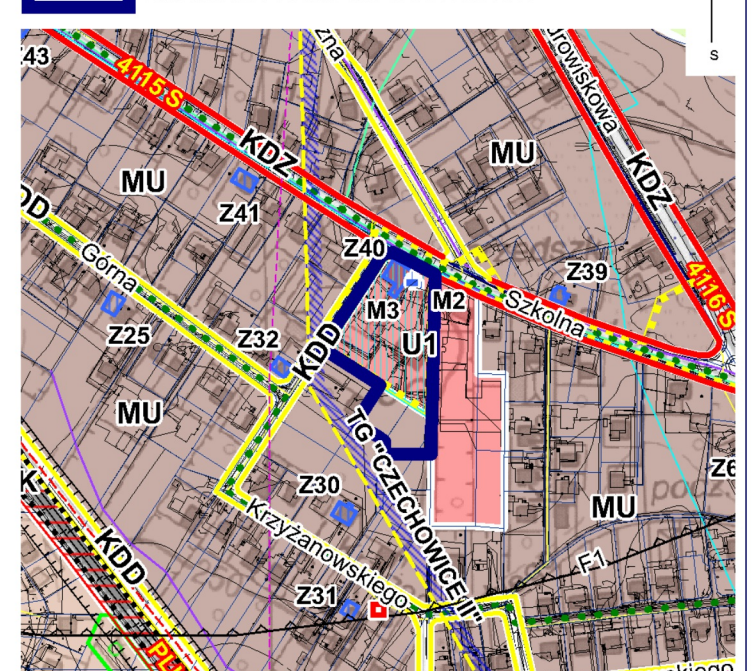 s
Z43
4115 S
KDZ
MU
Z41
MU
KDZ
Górna
Z40
M3
M2
Z39
4116 S
Szkolna
U1
Z25
Z32
KDD
MU
TG "CZECHOWICE II"
Z30
MU
KDD
Krzyżanowskiego
F1
Z31